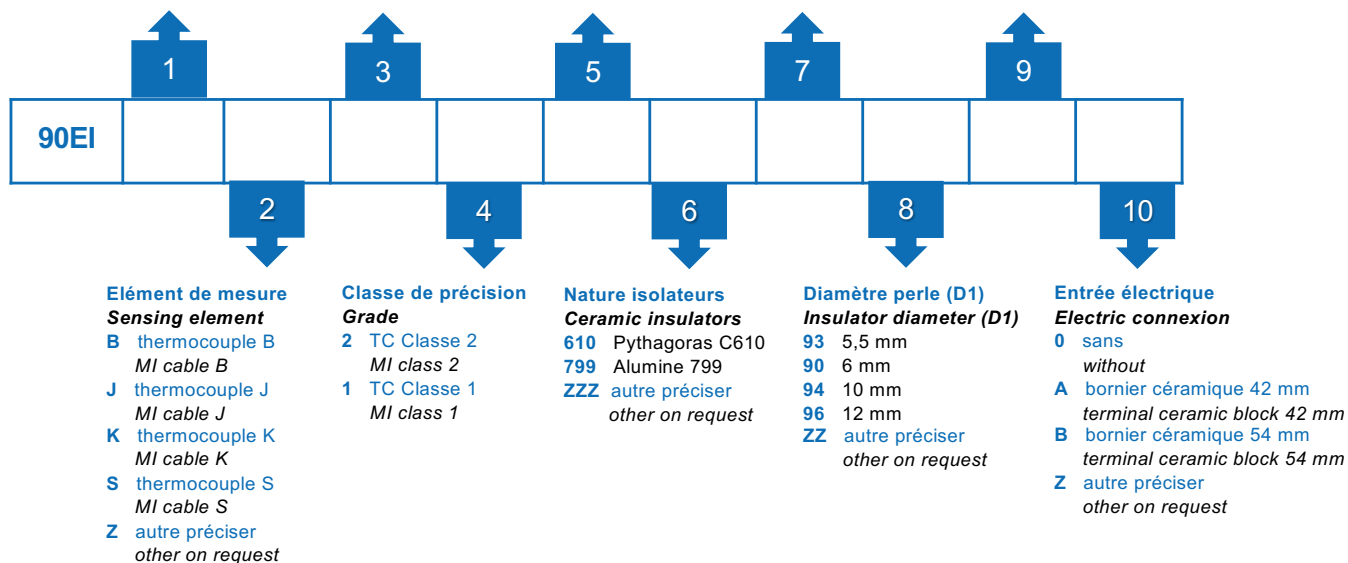 1
3
5
7
9
90EI
2
4
6
8
10
Elément de mesure
Sensing element
B thermocouple B
MI cable B
J thermocouple J
MI cable J
K thermocouple K
MI cable K
S thermocouple S
MI cable S
Z autre préciser
other on request
Classe de précision
Grade
2 TC Classe 2
MI class 2
1 TC Classe 1
MI class 1
Nature isolateurs
Ceramic insulators
610 Pythagoras C610
799 Alumine 799
ZZZ autre préciser
other on request
Diamètre perle (D1)
Insulator diameter (D1)
93 5,5 mm
90 6 mm
94 10 mm
96 12 mm
ZZ autre préciser
other on request
Entrée électrique
Electric connexion
0 sans
without
A bornier céramique 42 mm
terminal ceramic block 42 mm
B bornier céramique 54 mm
terminal ceramic block 54 mm
Z autre préciser
other on request